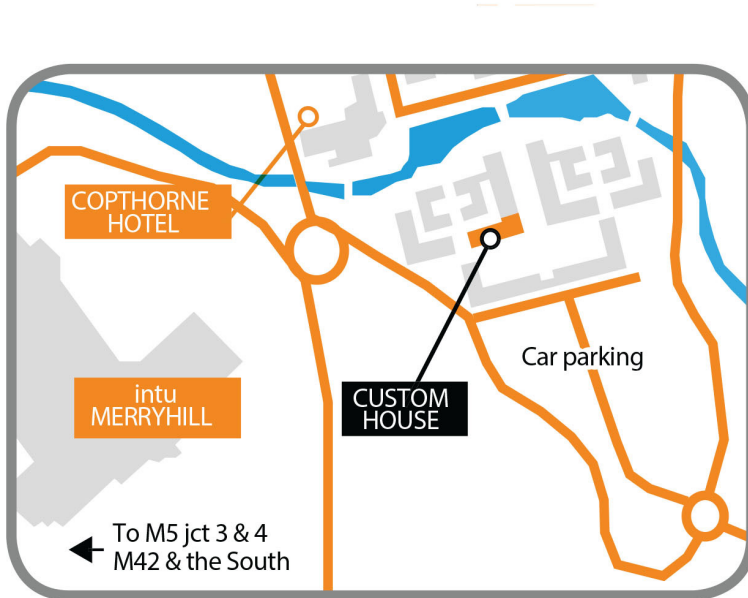 COPTHORNE
HOTEL
intu
MERRYHILL
CUSTOM
HOUSE
Car parking
To M5 jct 3 & 4
M42 & the South